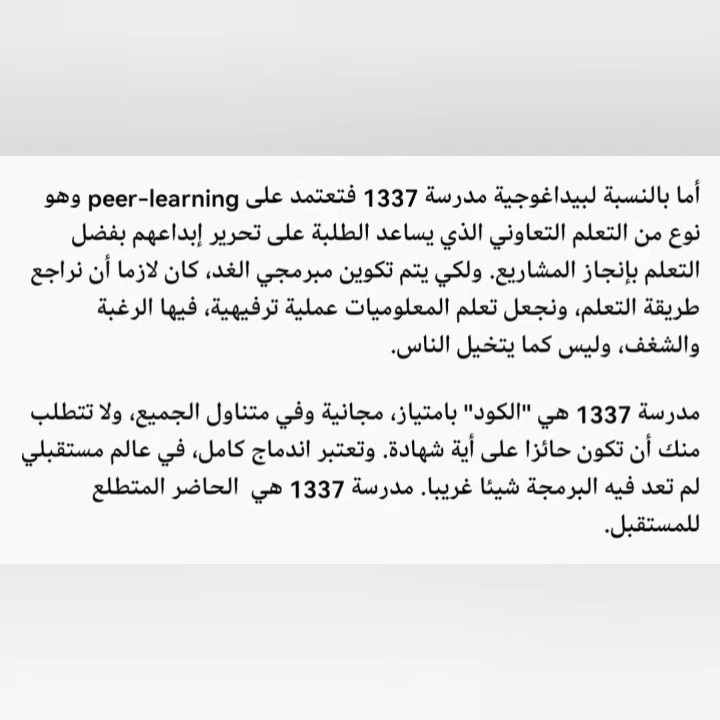 أما بالنسبة لبيداغوجية مدرسة 1337 فتعتمد على peer-learning وهو
نوع من التعلم التعاوني الذي يساعد الطلبة على تحرير إبداعهم بفضل
التعلم بإنجاز المشاريع. ولكي يتم تكوين مبرمجي الغد، كان لازما أن نراجع
طريقة التعلم، ونجعل تعلم المعلوميات عملية ترفيهية، فيها الرغبة
والشغف، وليس كما يتخيل الناس.
مدرسة 1337 هي "الكود" بامتياز، مجانية وفي متناول الجميع، ولا تتطلب
منك أن تكون حائزا على أية شهادة. وتعتبر اندماج كامل، في عالم مستقبلي
لم تعد فيه البرمجة شيئا غريبا. مدرسة 1337 هي الحاضر المتطلع
للمستقبل.